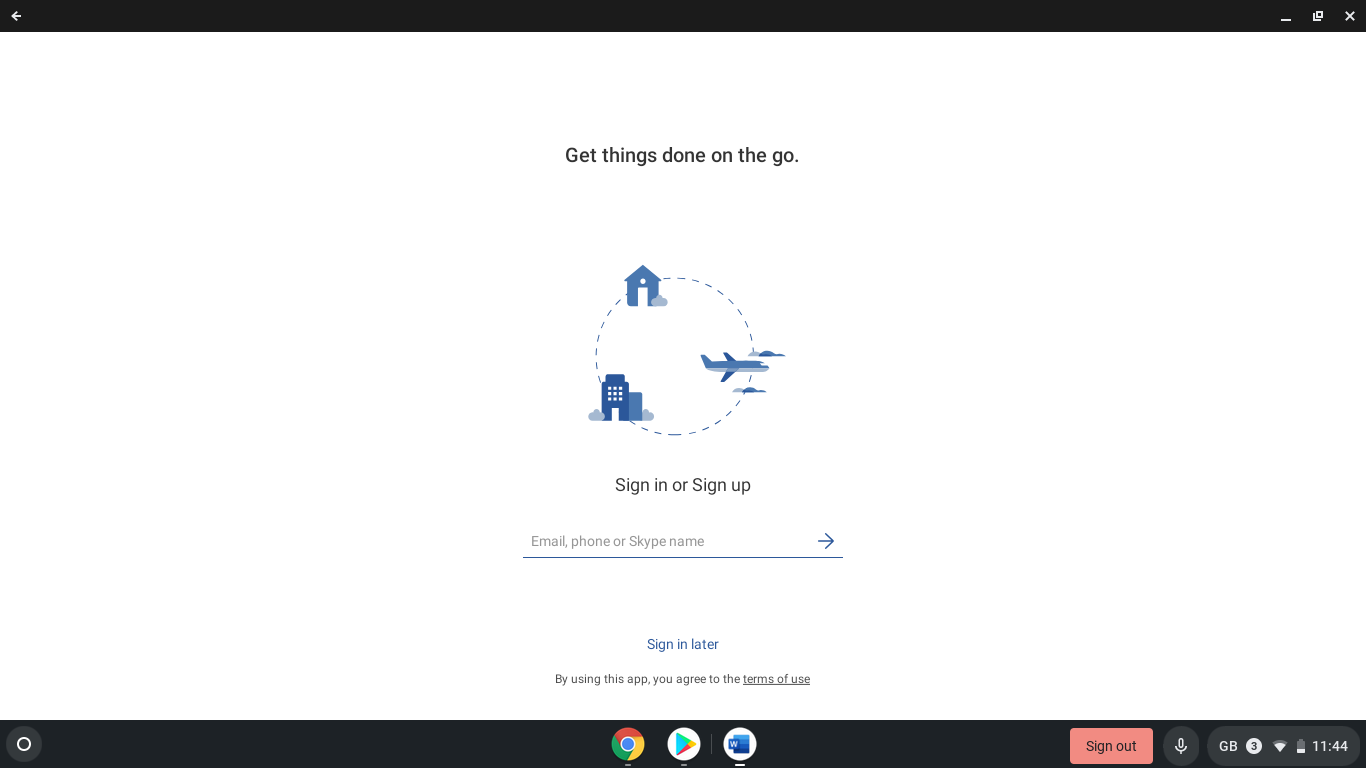 Get things done on the go.
Sign in or Sign up
Email, phone or Skype name
Sign in later
By using this app, you agree to the terms of use
W
Sign out
GB 3 11:44